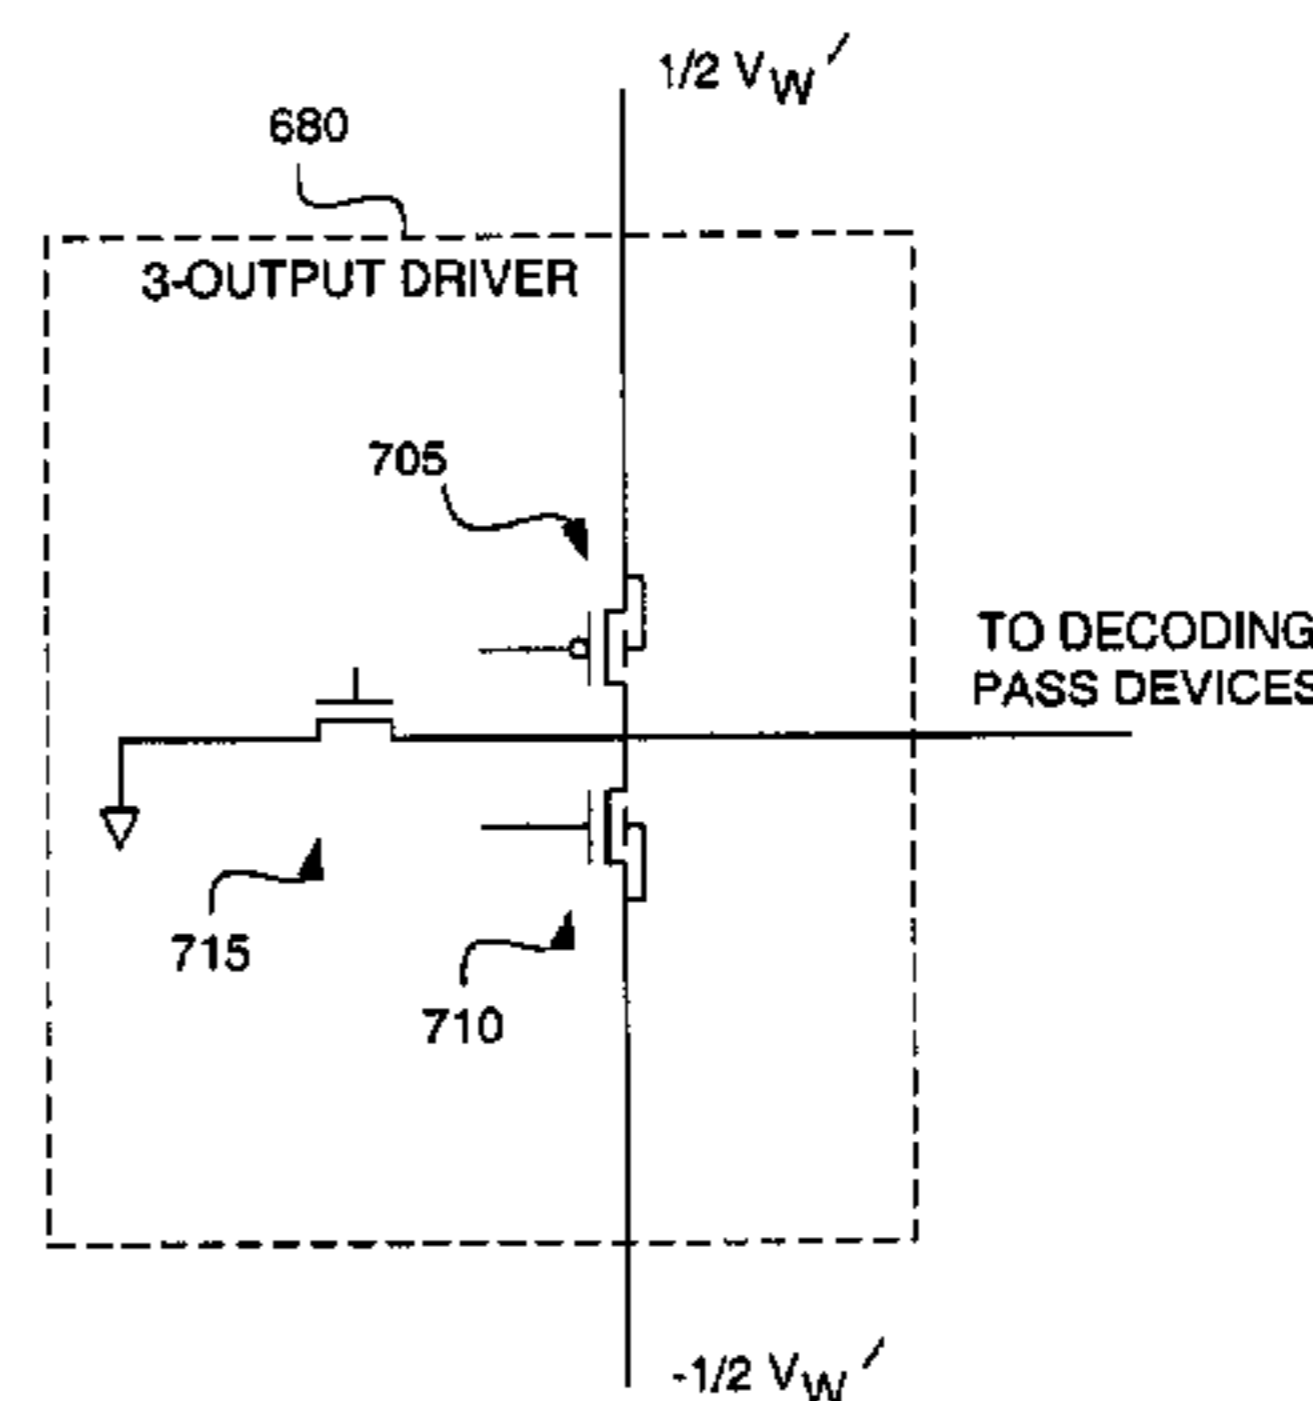 1/2 VW′
680
3-OUTPUT DRIVER
705
TO DECODING
PASS DEVICES
715
710
-1/2 VW′